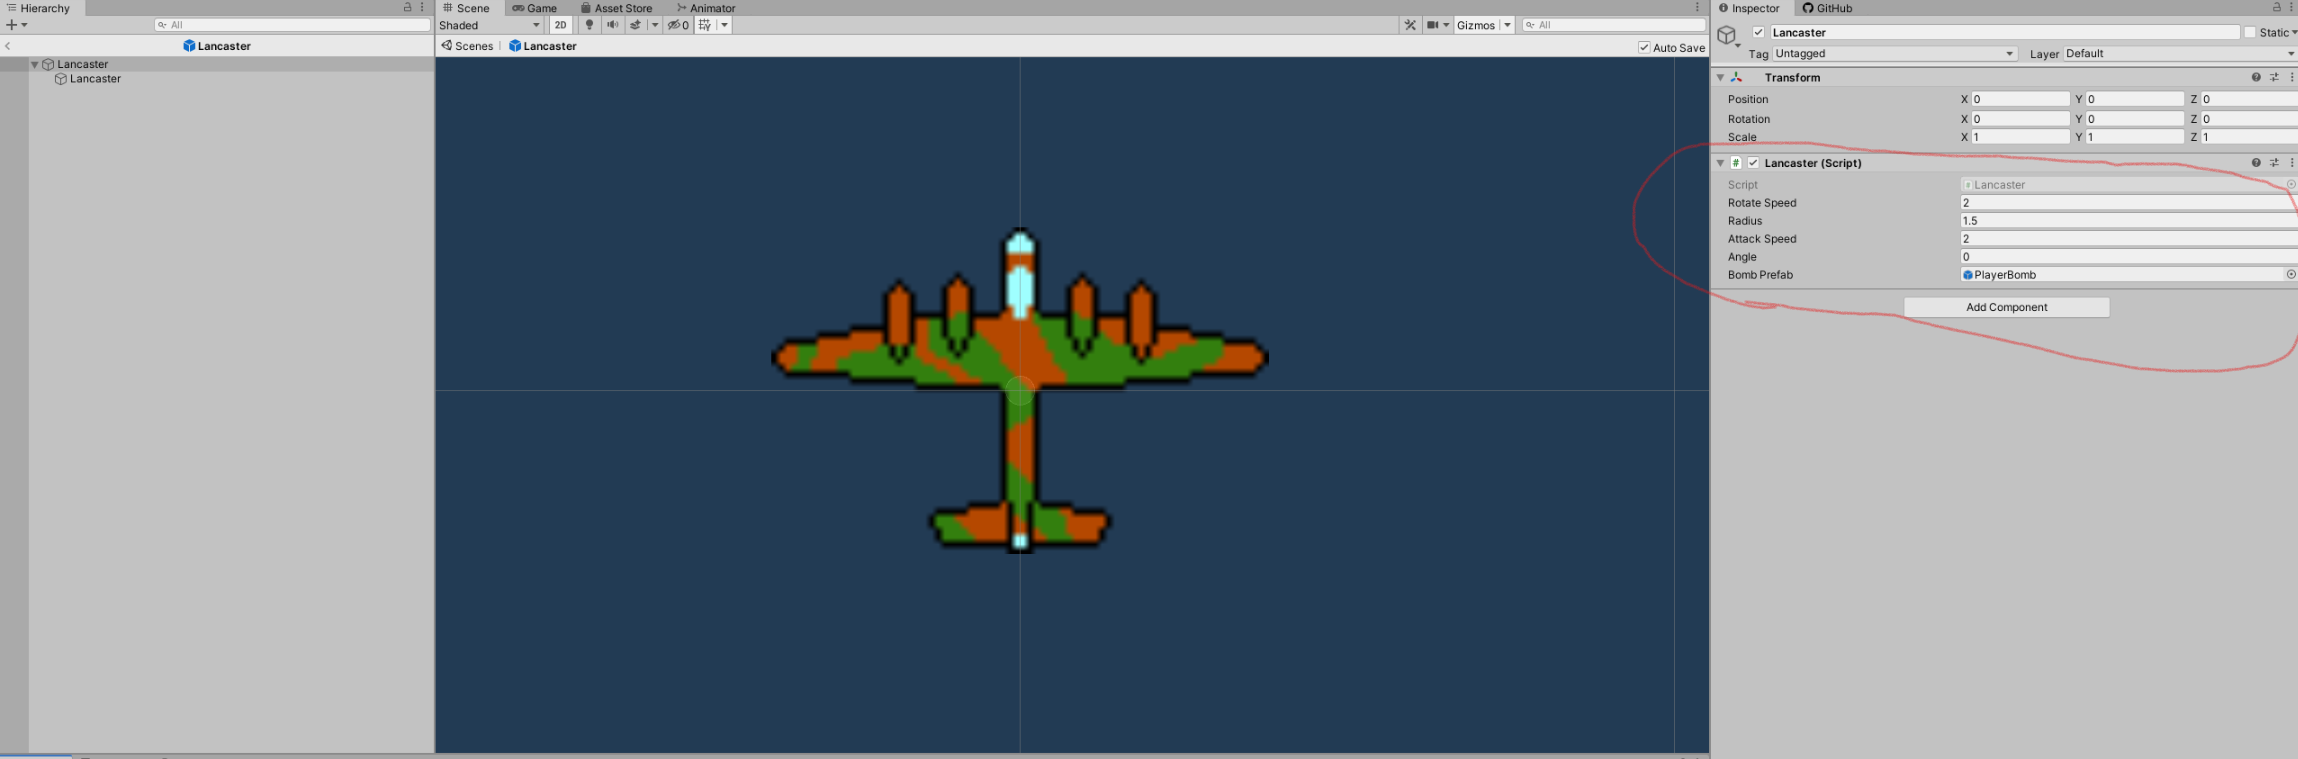 Hierarchy
All
Lancaster
Lancaster
Lancaster
Scene Game Asset Store Animator
Shaded 2D 0 Gizmos All
Scenes Lancaster Auto Save
Inspector GitHub
Lancaster Static
Tag Untagged Layer Default
Transform
Position X 0 Y 0 Z 0
Rotation X 0 Y 0 Z 0
Scale X 1 Y 1 Z 1
# Lancaster (Script)
Script Lancaster
Rotate Speed 2
Radius 1.5
Attack Speed 2
Angle 0
Bomb Prefab PlayerBomb
Add Component